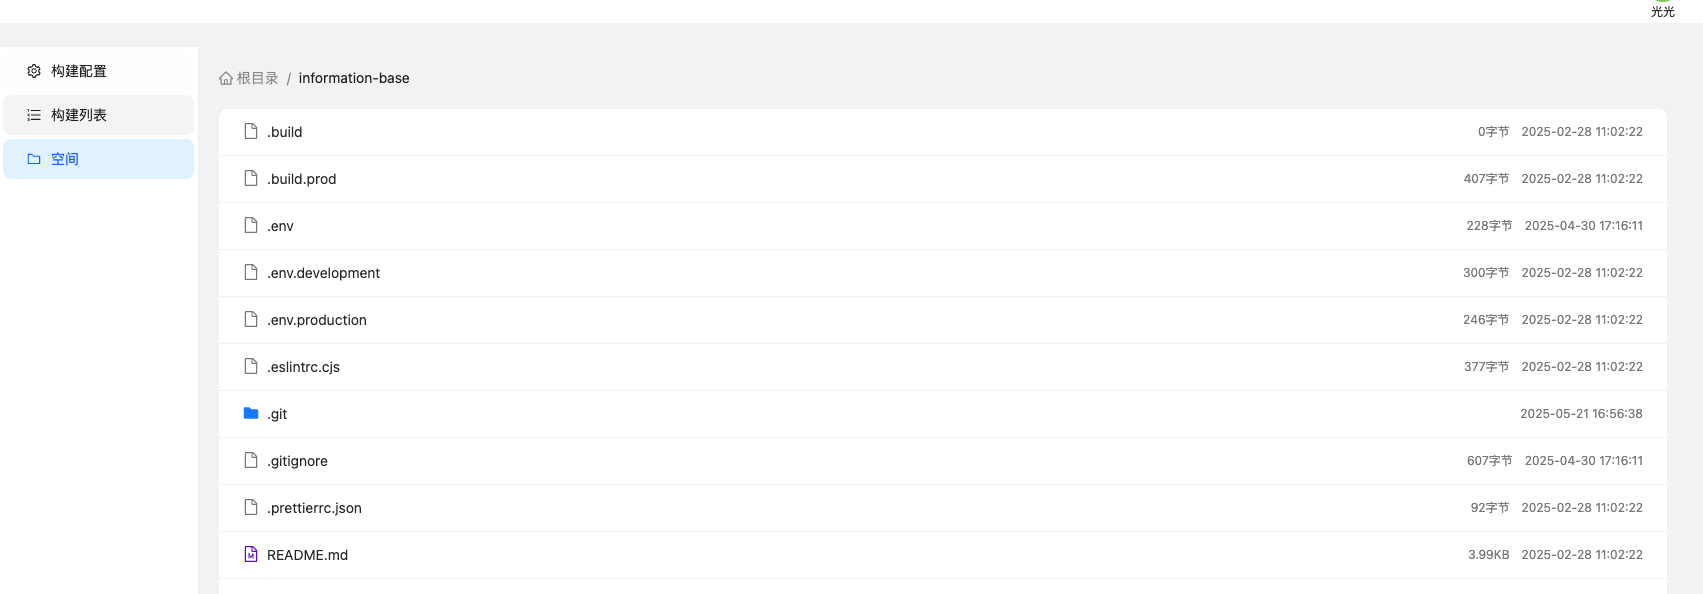 光光
构建配置
构建列表
空间
根目录 / information-base
.build 0字节 2025-02-28 11:02:22
.build.prod 407字节 2025-02-28 11:02:22
.env 228字节 2025-04-30 17:16:11
.env.development 300字节 2025-02-28 11:02:22
.env.production 246字节 2025-02-28 11:02:22
.eslintrc.cjs 377字节 2025-02-28 11:02:22
.git 2025-05-21 16:56:38
.gitignore 607字节 2025-04-30 17:16:11
.prettierrc.json 92字节 2025-02-28 11:02:22
README.md 3.99KB 2025-02-28 11:02:22